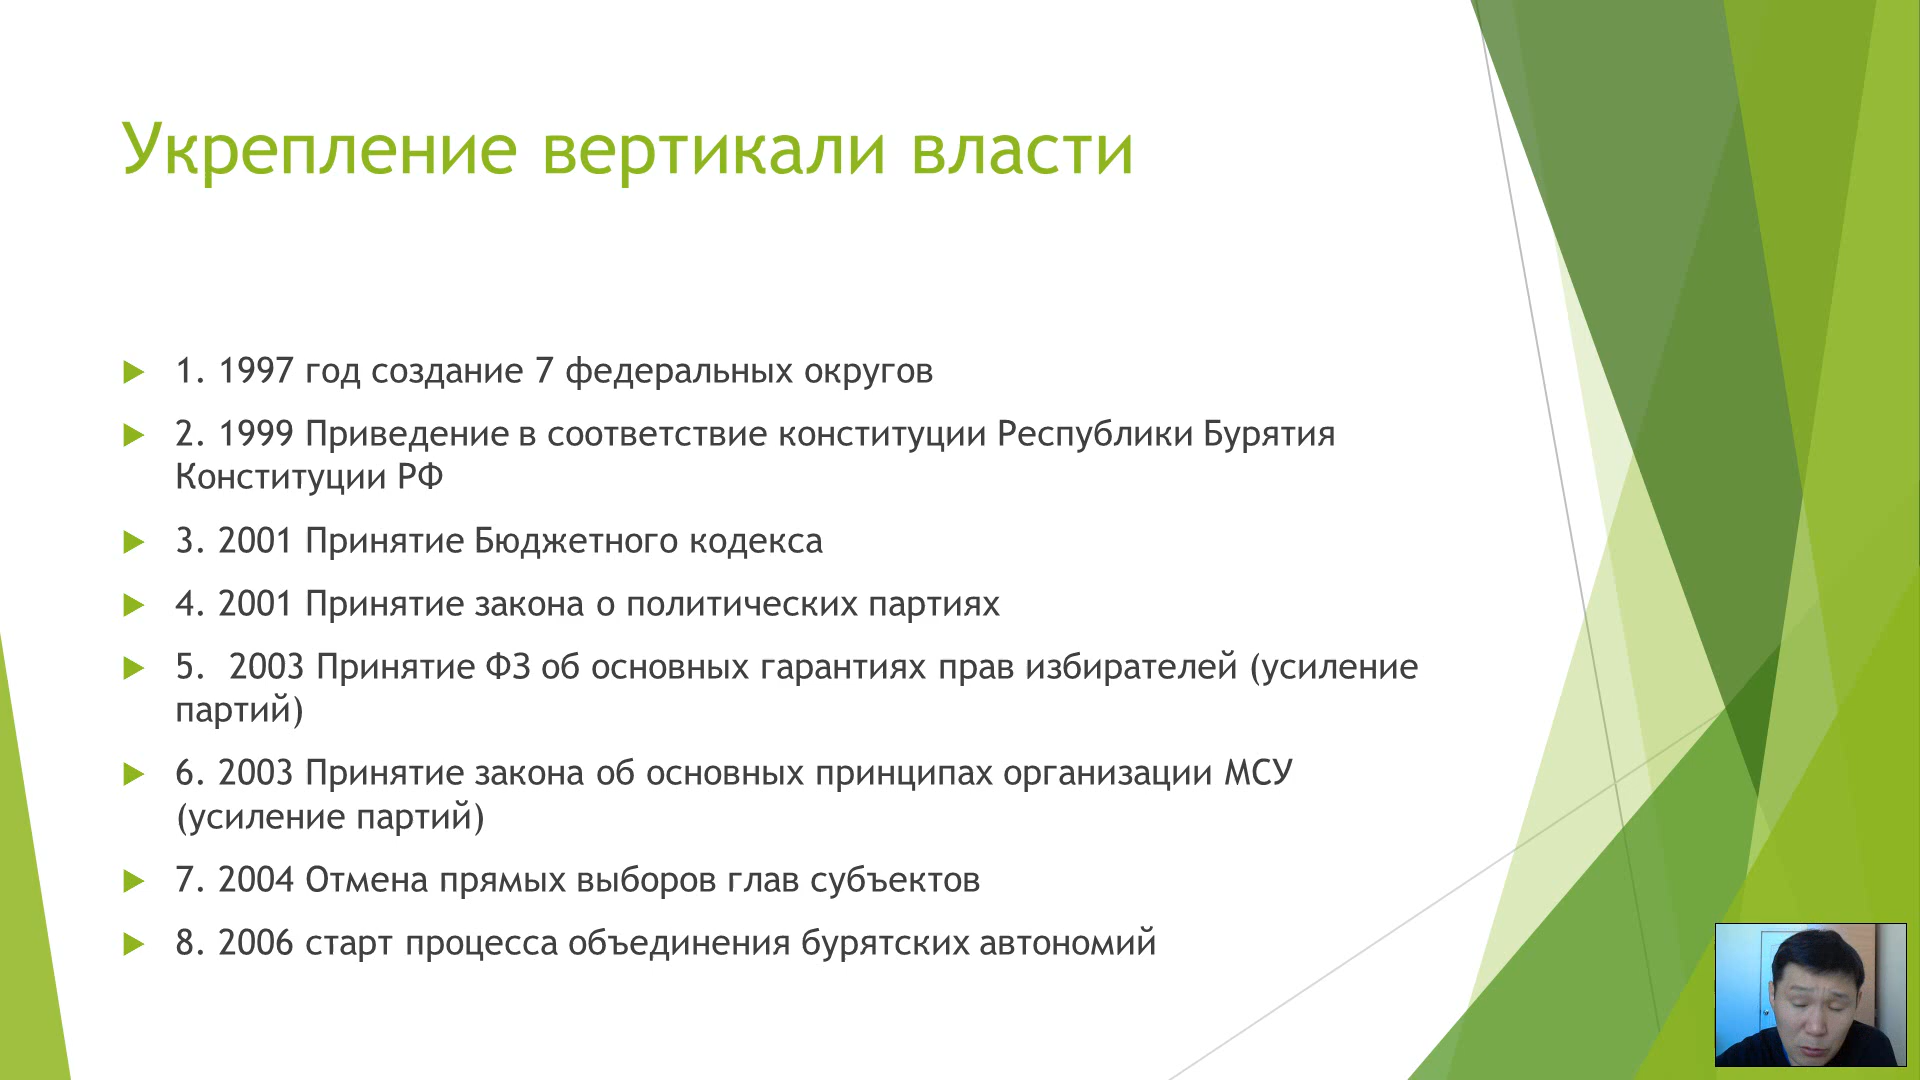 Укрепление вертикали власти
1. 1997 год создание 7 федеральных округов
2. 1999 Приведение в соответствие конституции Республики Бурятия
Конституции РФ
3. 2001 Принятие Бюджетного кодекса
4. 2001 Принятие закона о политических партиях
5.  2003 Принятие ФЗ об основных гарантиях прав избирателей (усиление
партий)
6. 2003 Принятие закона об основных принципах организации МСУ
(усиление партий)
7. 2004 Отмена прямых выборов глав субъектов
8. 2006 старт процесса объединения бурятских автономий